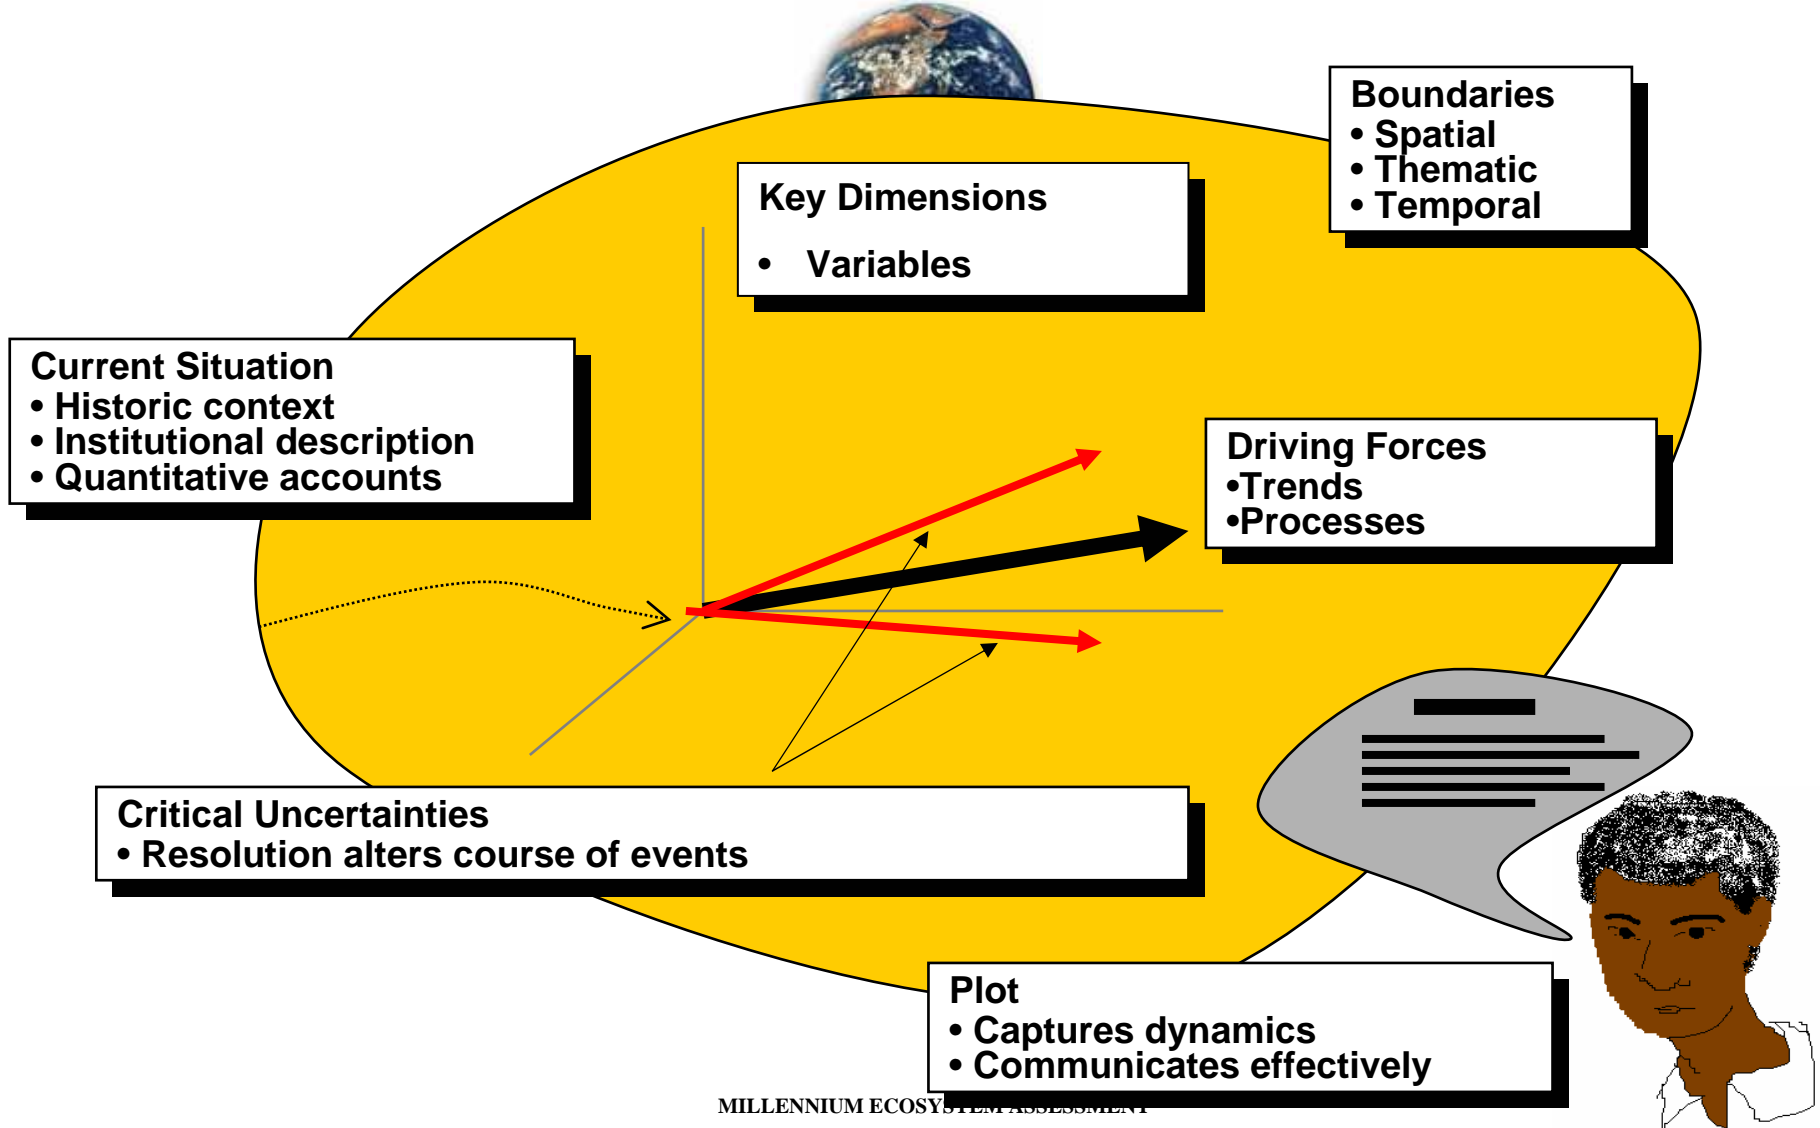 Boundaries
• Spatial
• Thematic
• Temporal
Key Dimensions
• Variables
Current Situation
• Historic context
• Institutional description
• Quantitative accounts
Driving Forces
•Trends
•Processes
Critical Uncertainties
• Resolution alters course of events
Plot
• Captures dynamics
• Communicates effectively
MILLENNIUM ECOSYSTEM ASSESSMENT